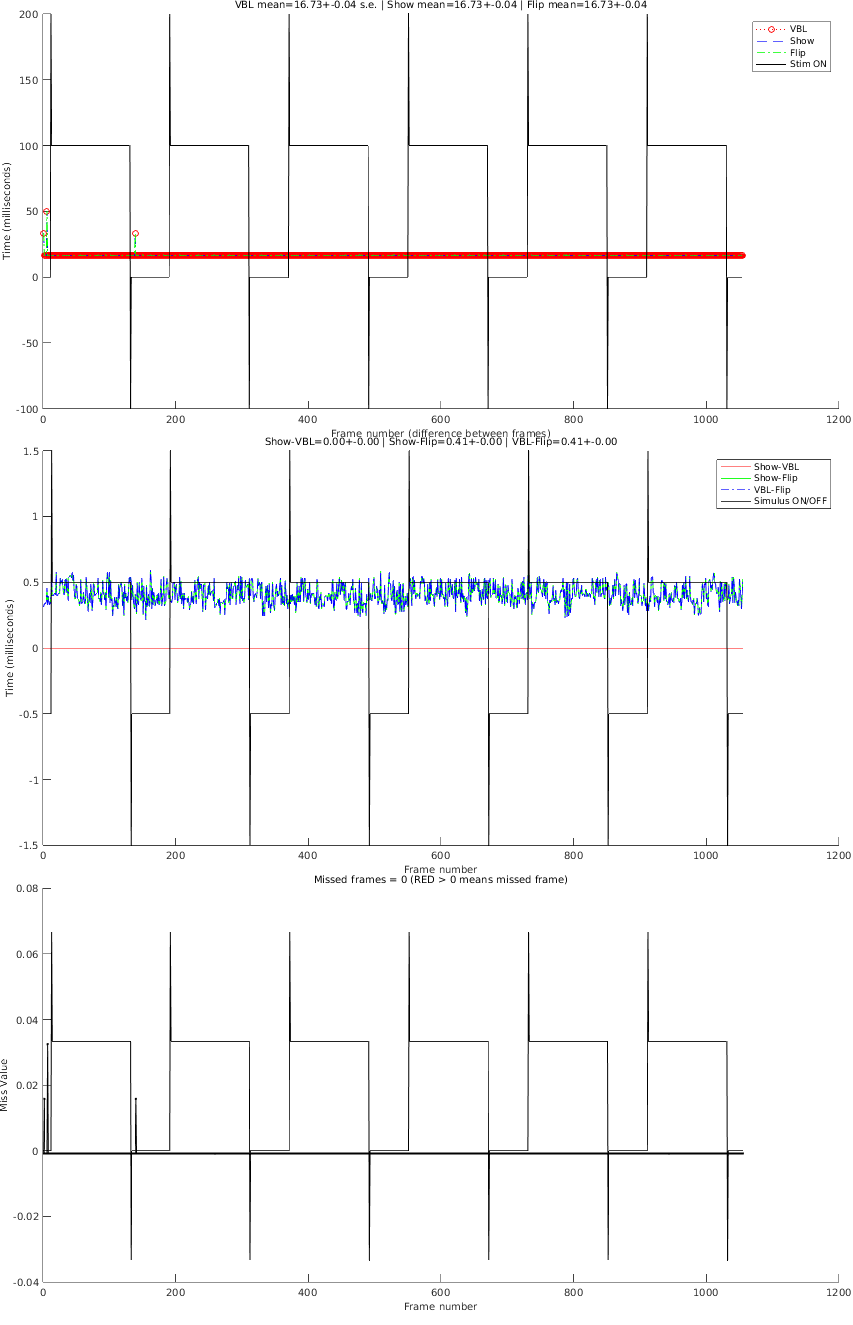 VBL mean=16.73+-0.04 s.e. | Show mean=16.73+-0.04 | Flip mean=16.73+-0.04
200
150
100
50
0
-50
-100
Time (milliseconds)
VBL
Show
Flip
Stim ON
0 200 400 600 800 1000 1200
Frame number (difference between frames)
Show-VBL=0.00+-0.00 | Show-Flip=0.41+-0.00 | VBL-Flip=0.41+-0.00
1.5
1
0.5
0
-0.5
-1
-1.5
Time (milliseconds)
Show-VBL
Show-Flip
VBL-Flip
Simulus ON/OFF
0 200 400 600 800 1000 1200
Frame number
Missed frames = 0 (RED > 0 means missed frame)
0.08
0.06
0.04
0.02
0
-0.02
-0.04
Miss Value
0 200 400 600 800 1000 1200
Frame number